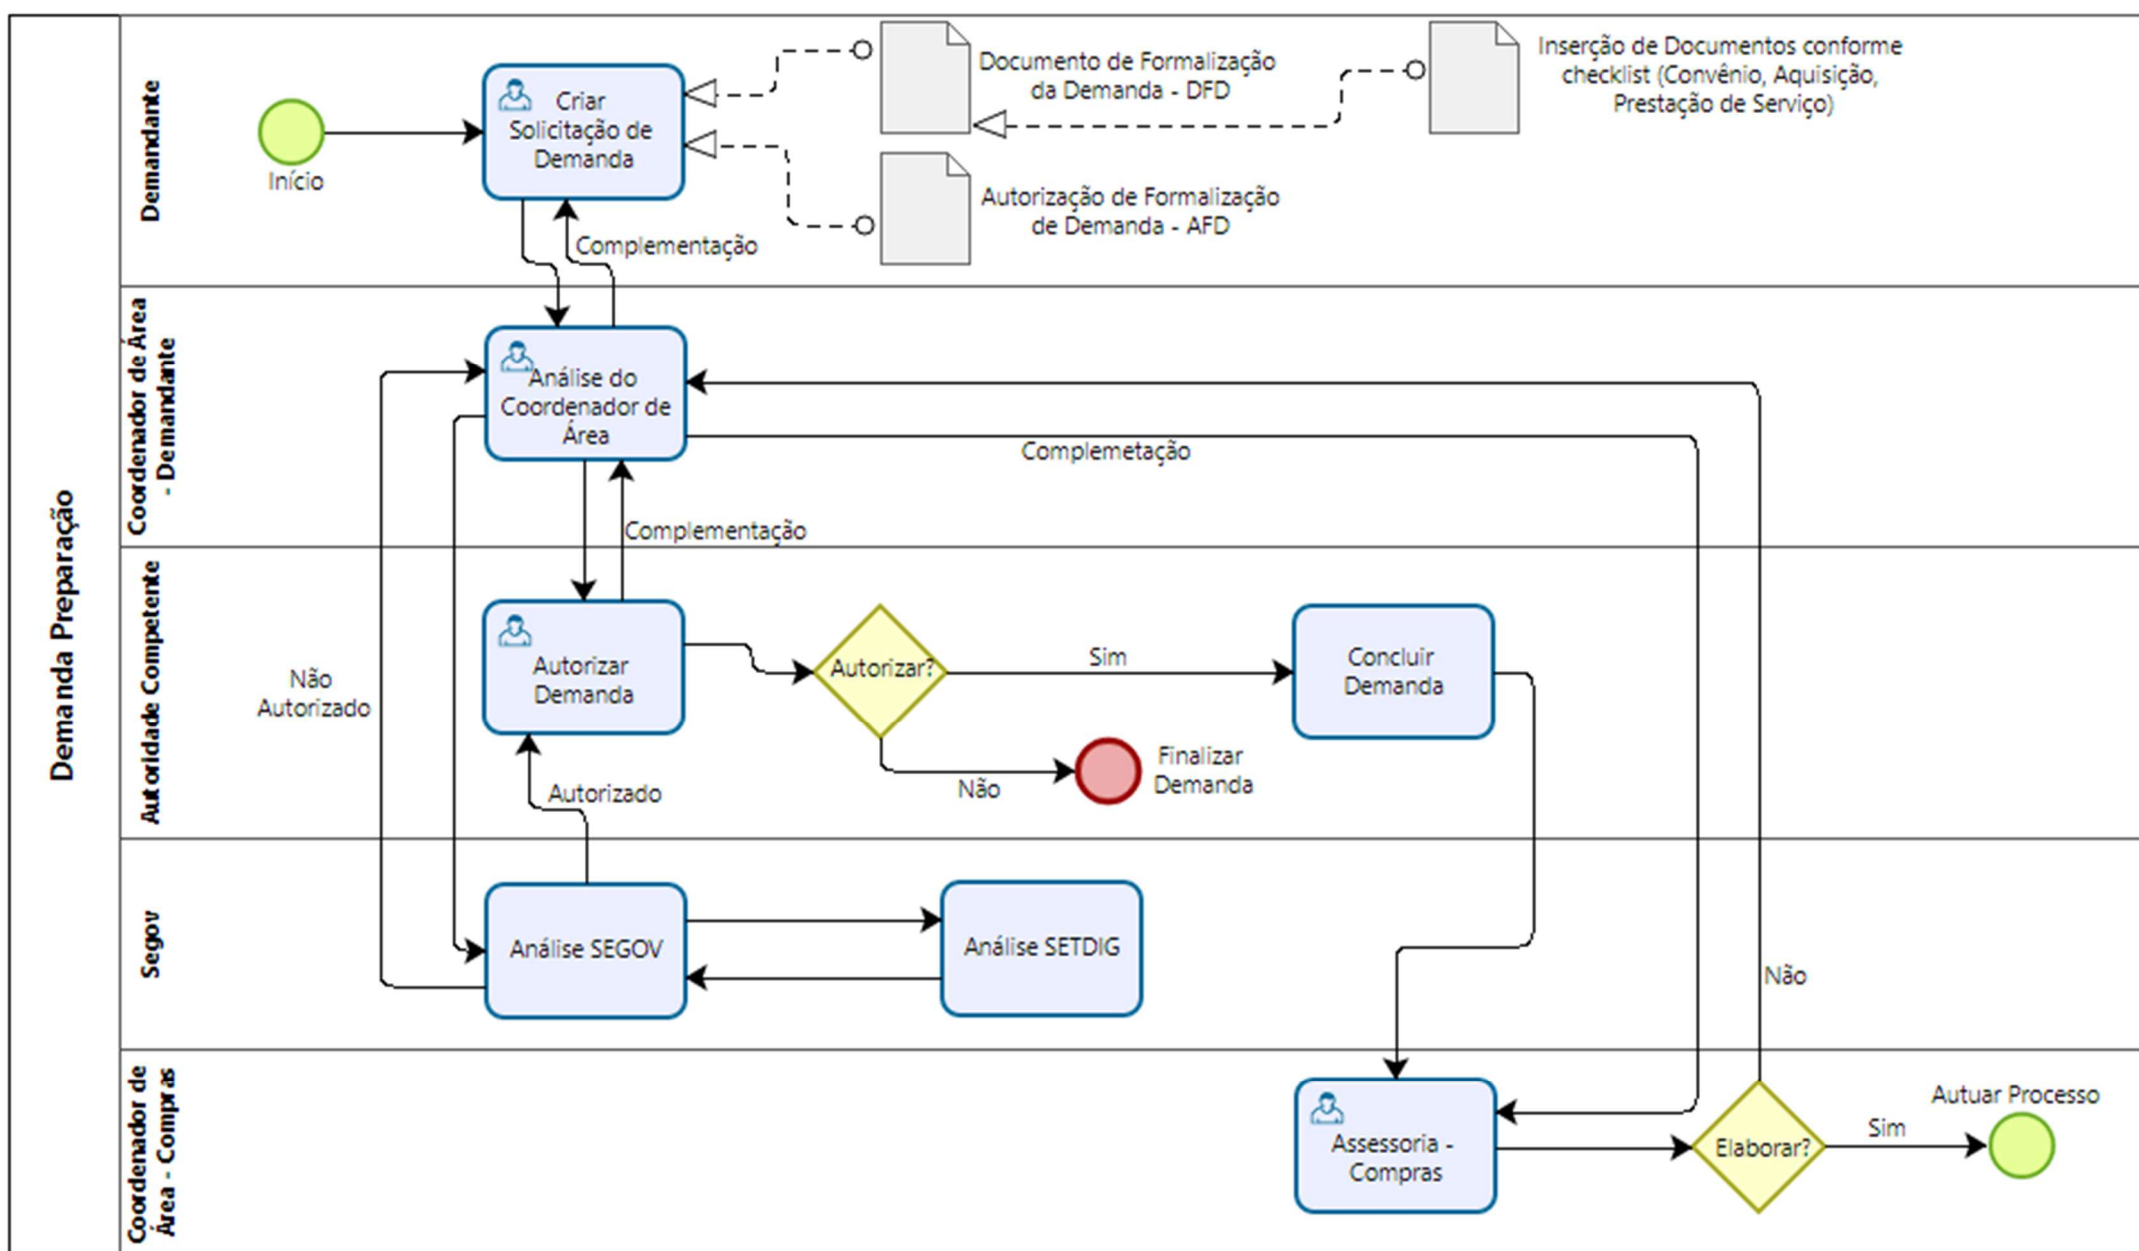 Demanda Preparação
Demandante
Início
Criar
Solicitação de
Demanda
Documento de Formalização
da Demanda - DFD
Inserção de Documentos conforme
checklist (Convênio, Aquisição,
Prestação de Serviço)
Autorização de Formalização
de Demanda - AFD
Complementação
Coordenador de Área
- Demandante
Análise do
Coordenador de
Área
Complemetação
Complementação
Autoridade Competente
Não
Autorizado
Autorizar
Demanda
Autorizar?
Sim
Concluir
Demanda
Não
Finalizar
Demanda
Autorizado
Segov
Análise SEGOV
Análise SETDIG
Não
Coordenador de
Área - Compras
Assessoria -
Compras
Elaborar?
Sim
Autuar Processo